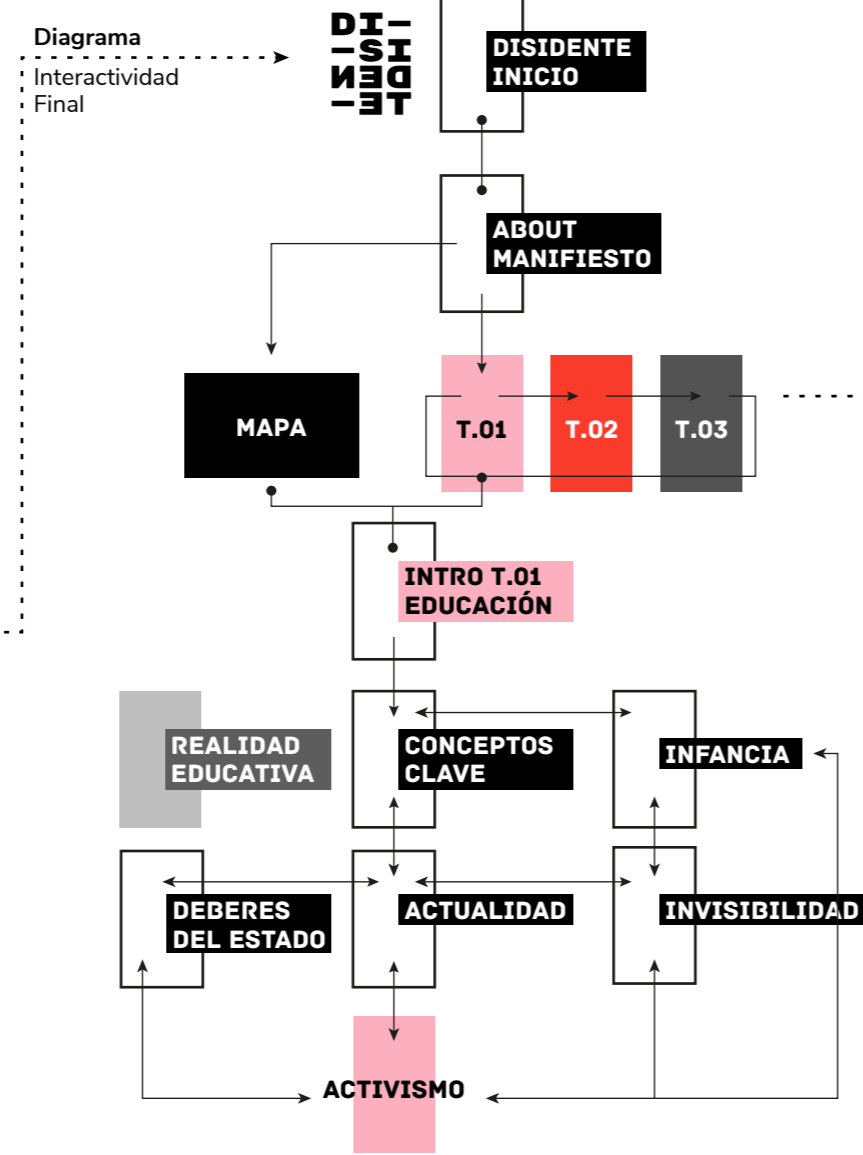 Diagrama
Interactividad
Final
DI–
–SI
DEN
TE–
DISIDENTE
INICIO
ABOUT
MANIFIESTO
MAPA
T.01
T.02
T.03
INTRO T.01
EDUCACIÓN
REALIDAD
EDUCATIVA
CONCEPTOS
CLAVE
INFANCIA
DEBERES
DEL ESTADO
ACTUALIDAD
INVISIBILIDAD
ACTIVISMO